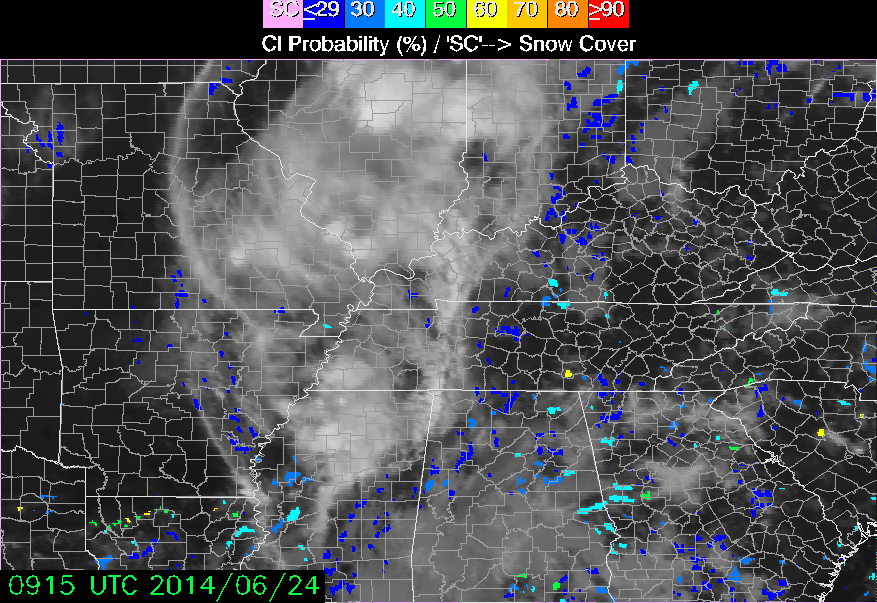 SC ≤29 30 40 50 60 70 80 ≥90
CI Probability (%) / 'SC'--> Snow Cover
0915 UTC 2014/06/24